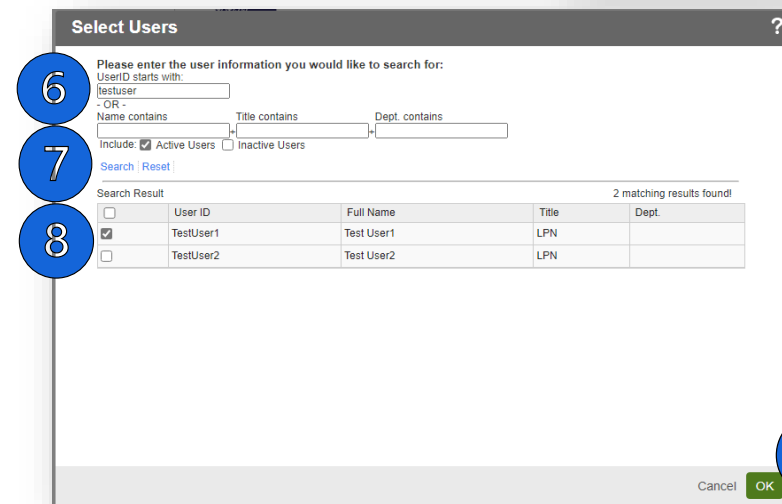 Select Users
?
6
Please enter the user information you would like to search for:
UserID starts with:
testuser
- OR -
Name contains Title contains Dept. contains
+ +
Include: Active Users Inactive Users
7
Search Reset
Search Result 2 matching results found!
8
User ID Full Name Title Dept.
TestUser1 Test User1 LPN
TestUser2 Test User2 LPN
Cancel OK